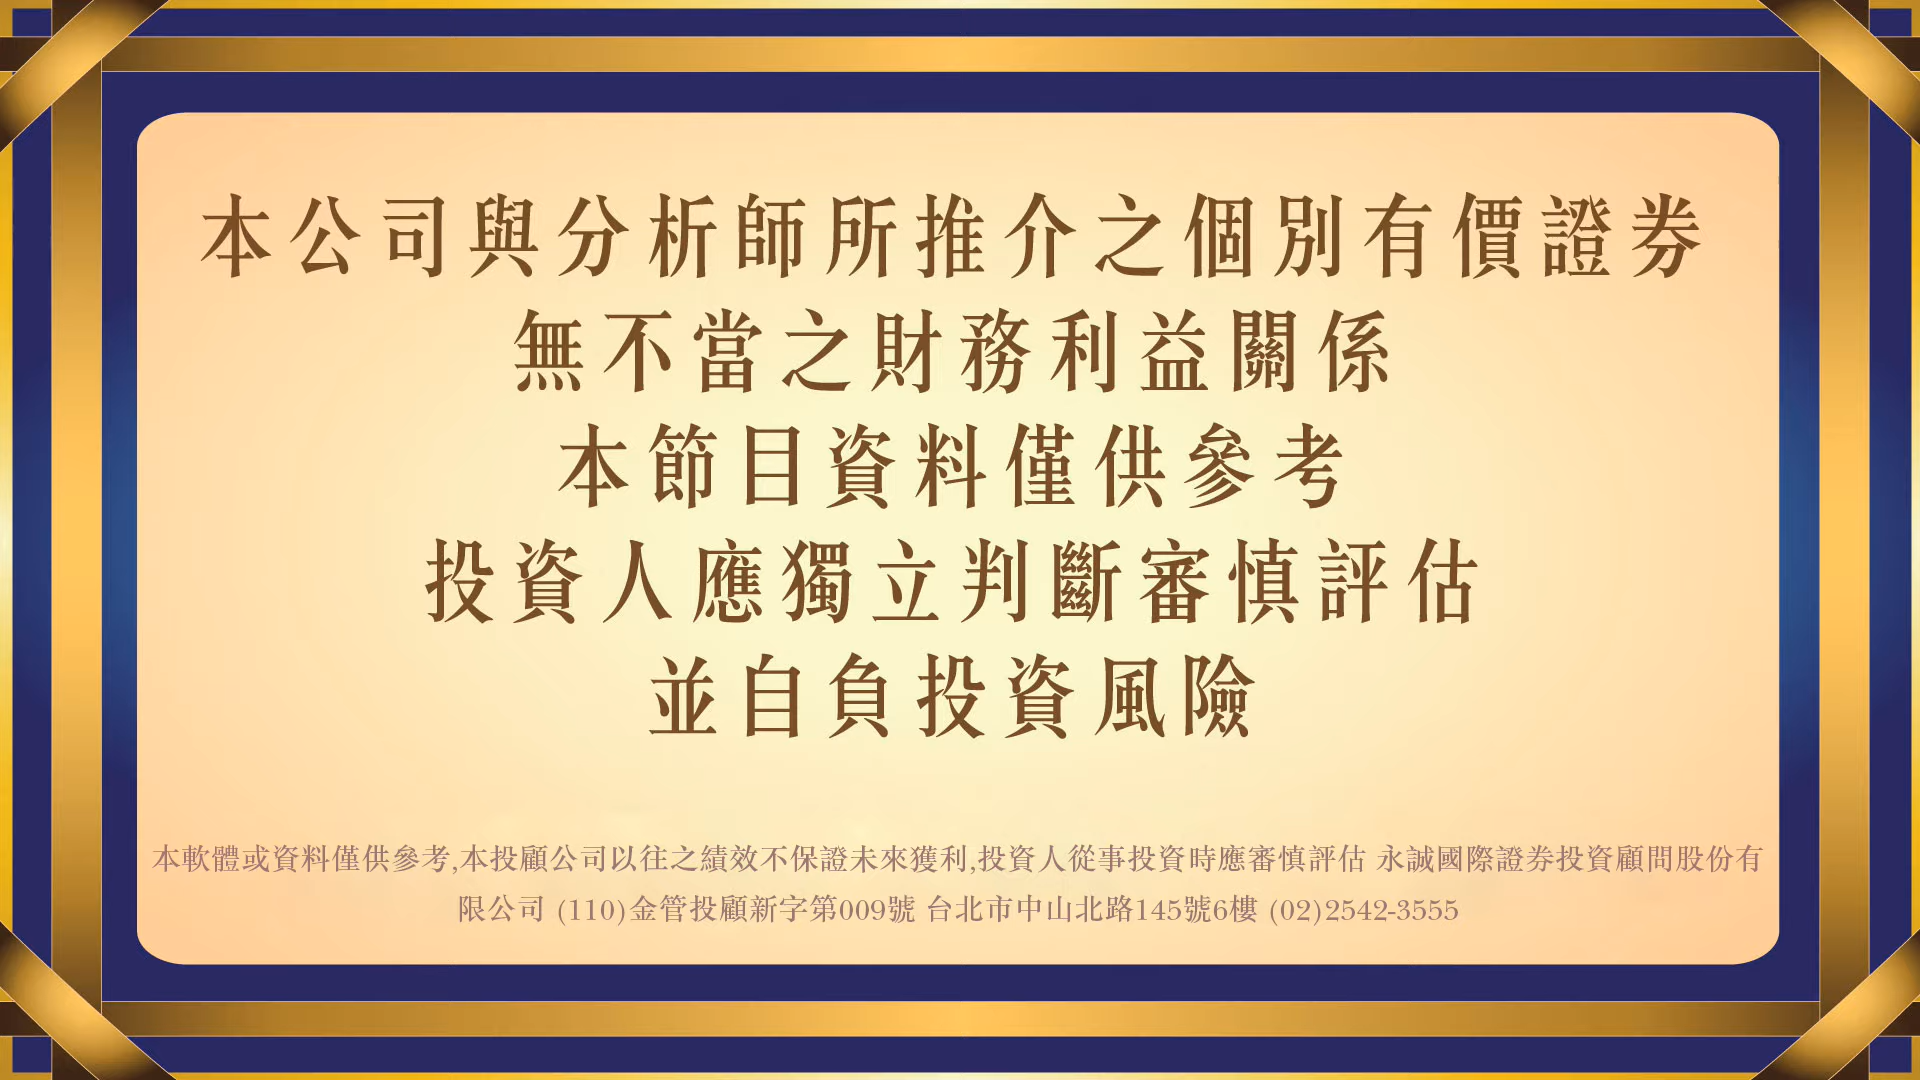 本公司與分析師所推介之個別有價證券
無不當之財務利益關係
本節目資料僅供參考
投資人應獨立判斷審慎評估
並自負投資風險
本軟體或資料僅供參考,本投顧公司以往之績效不保證未來獲利,投資人從事投資時應審慎評估 永誠國際證券投資顧問股份有
限公司 (110)金管投顧新字第009號 台北市中山北路145號6樓 (02)2542-3555